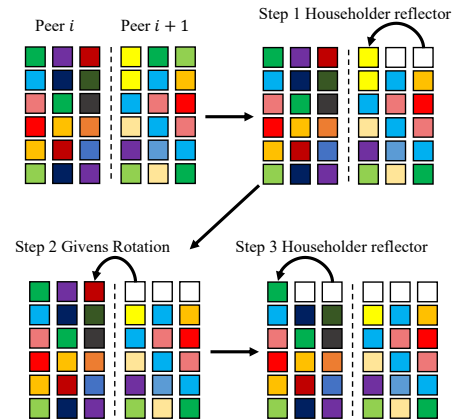 Peer i
Peer i + 1
Step 1 Householder reflector
Step 2 Givens Rotation
Step 3 Householder reflector